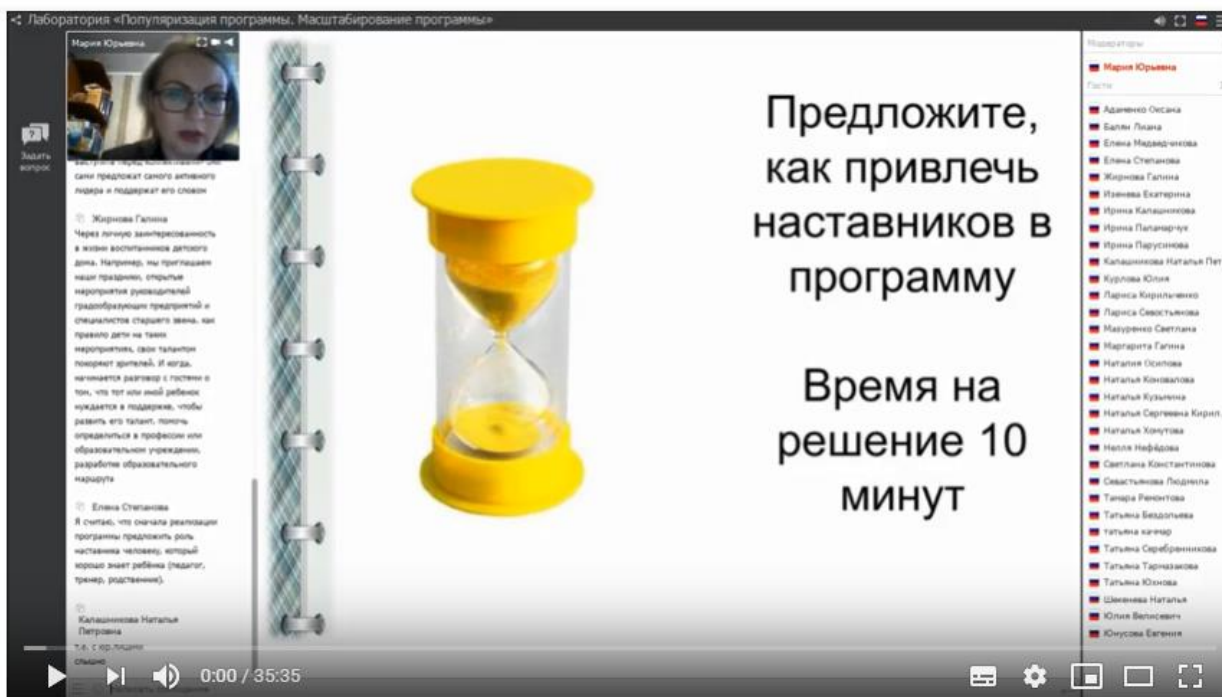 Лаборатория «Популяризация программы. Масштабирование программы»
Мария Юрьевна
Задать
вопрос
сами предложат самого активного
лидера и поддержат его словом
Жирнова Галина
Через личную заинтересованность
в жизни воспитанников детского
дома. Например, мы приглашаем
наши праздники, открытые
мероприятия руководителей
градообразующих предприятий и
специалистов старшего звена. как
правило дети на таких
мероприятиях, свои талантом
покоряют зрителей. И когда,
начинается разговор с гостями о
том, что тот или иной ребенок
нуждается в поддержке, чтобы
развить его талант, помочь
определиться в профессии или
образовательном учреждении,
разработке образовательного
маршрута
Елена Степанова
Я считаю, что сначала реализации
программы предложить роль
наставника человеку, который
хорошо знает ребёнка (педагог,
тренер, родственник).
Калашникова Наталья
Петровна
т.е. с юр.лицами
слышно
Предложите,
как привлечь
наставников в
программу
Время на
решение 10
минут
Модераторы
Мария Юрьевна
Гости
Адаменко Оксана
Балян Лиана
Елена Медведчикова
Елена Степанова
Жирнова Галина
Изенева Екатерина
Ирина Калашникова
Ирина Паламарчук
Ирина Парусинова
Калашникова Наталья Пет
Курлова Юлия
Лариса Кирильченко
Лариса Севостьянова
Мазуренко Светлана
Маргарита Гагина
Наталия Осипова
Наталья Коновалова
Наталья Кузьмина
Наталья Сергеевна Кирил.
Наталья Хомутова
Нелля Нефёдова
Светлана Константинова
Севастьянова Людмила
Тамара Ремонтова
Татьяна Бездольева
татьяна качмар
Татьяна Серебренникова
Татьяна Тармазакова
Татьяна Юхнова
Шекенева Наталья
Юлия Велисевич
Юнусова Евгения
0:00 / 35:35